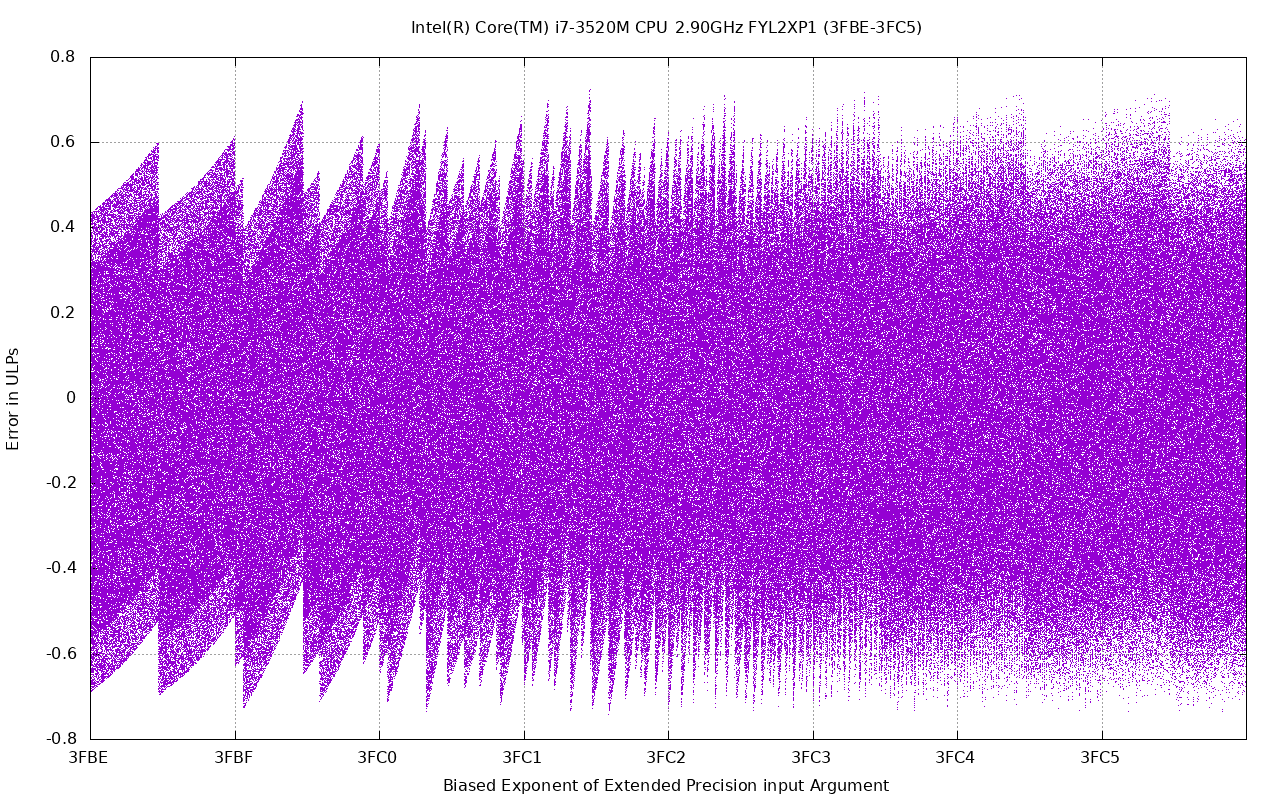 Intel(R) Core(TM) i7-3520M CPU 2.90GHz FYL2XP1 (3FBE-3FC5)
0.8
0.6
0.4
0.2
0
-0.2
-0.4
-0.6
-0.8
Error in ULPs
3FBE 3FBF 3FC0 3FC1 3FC2 3FC3 3FC4 3FC5
Biased Exponent of Extended Precision input Argument